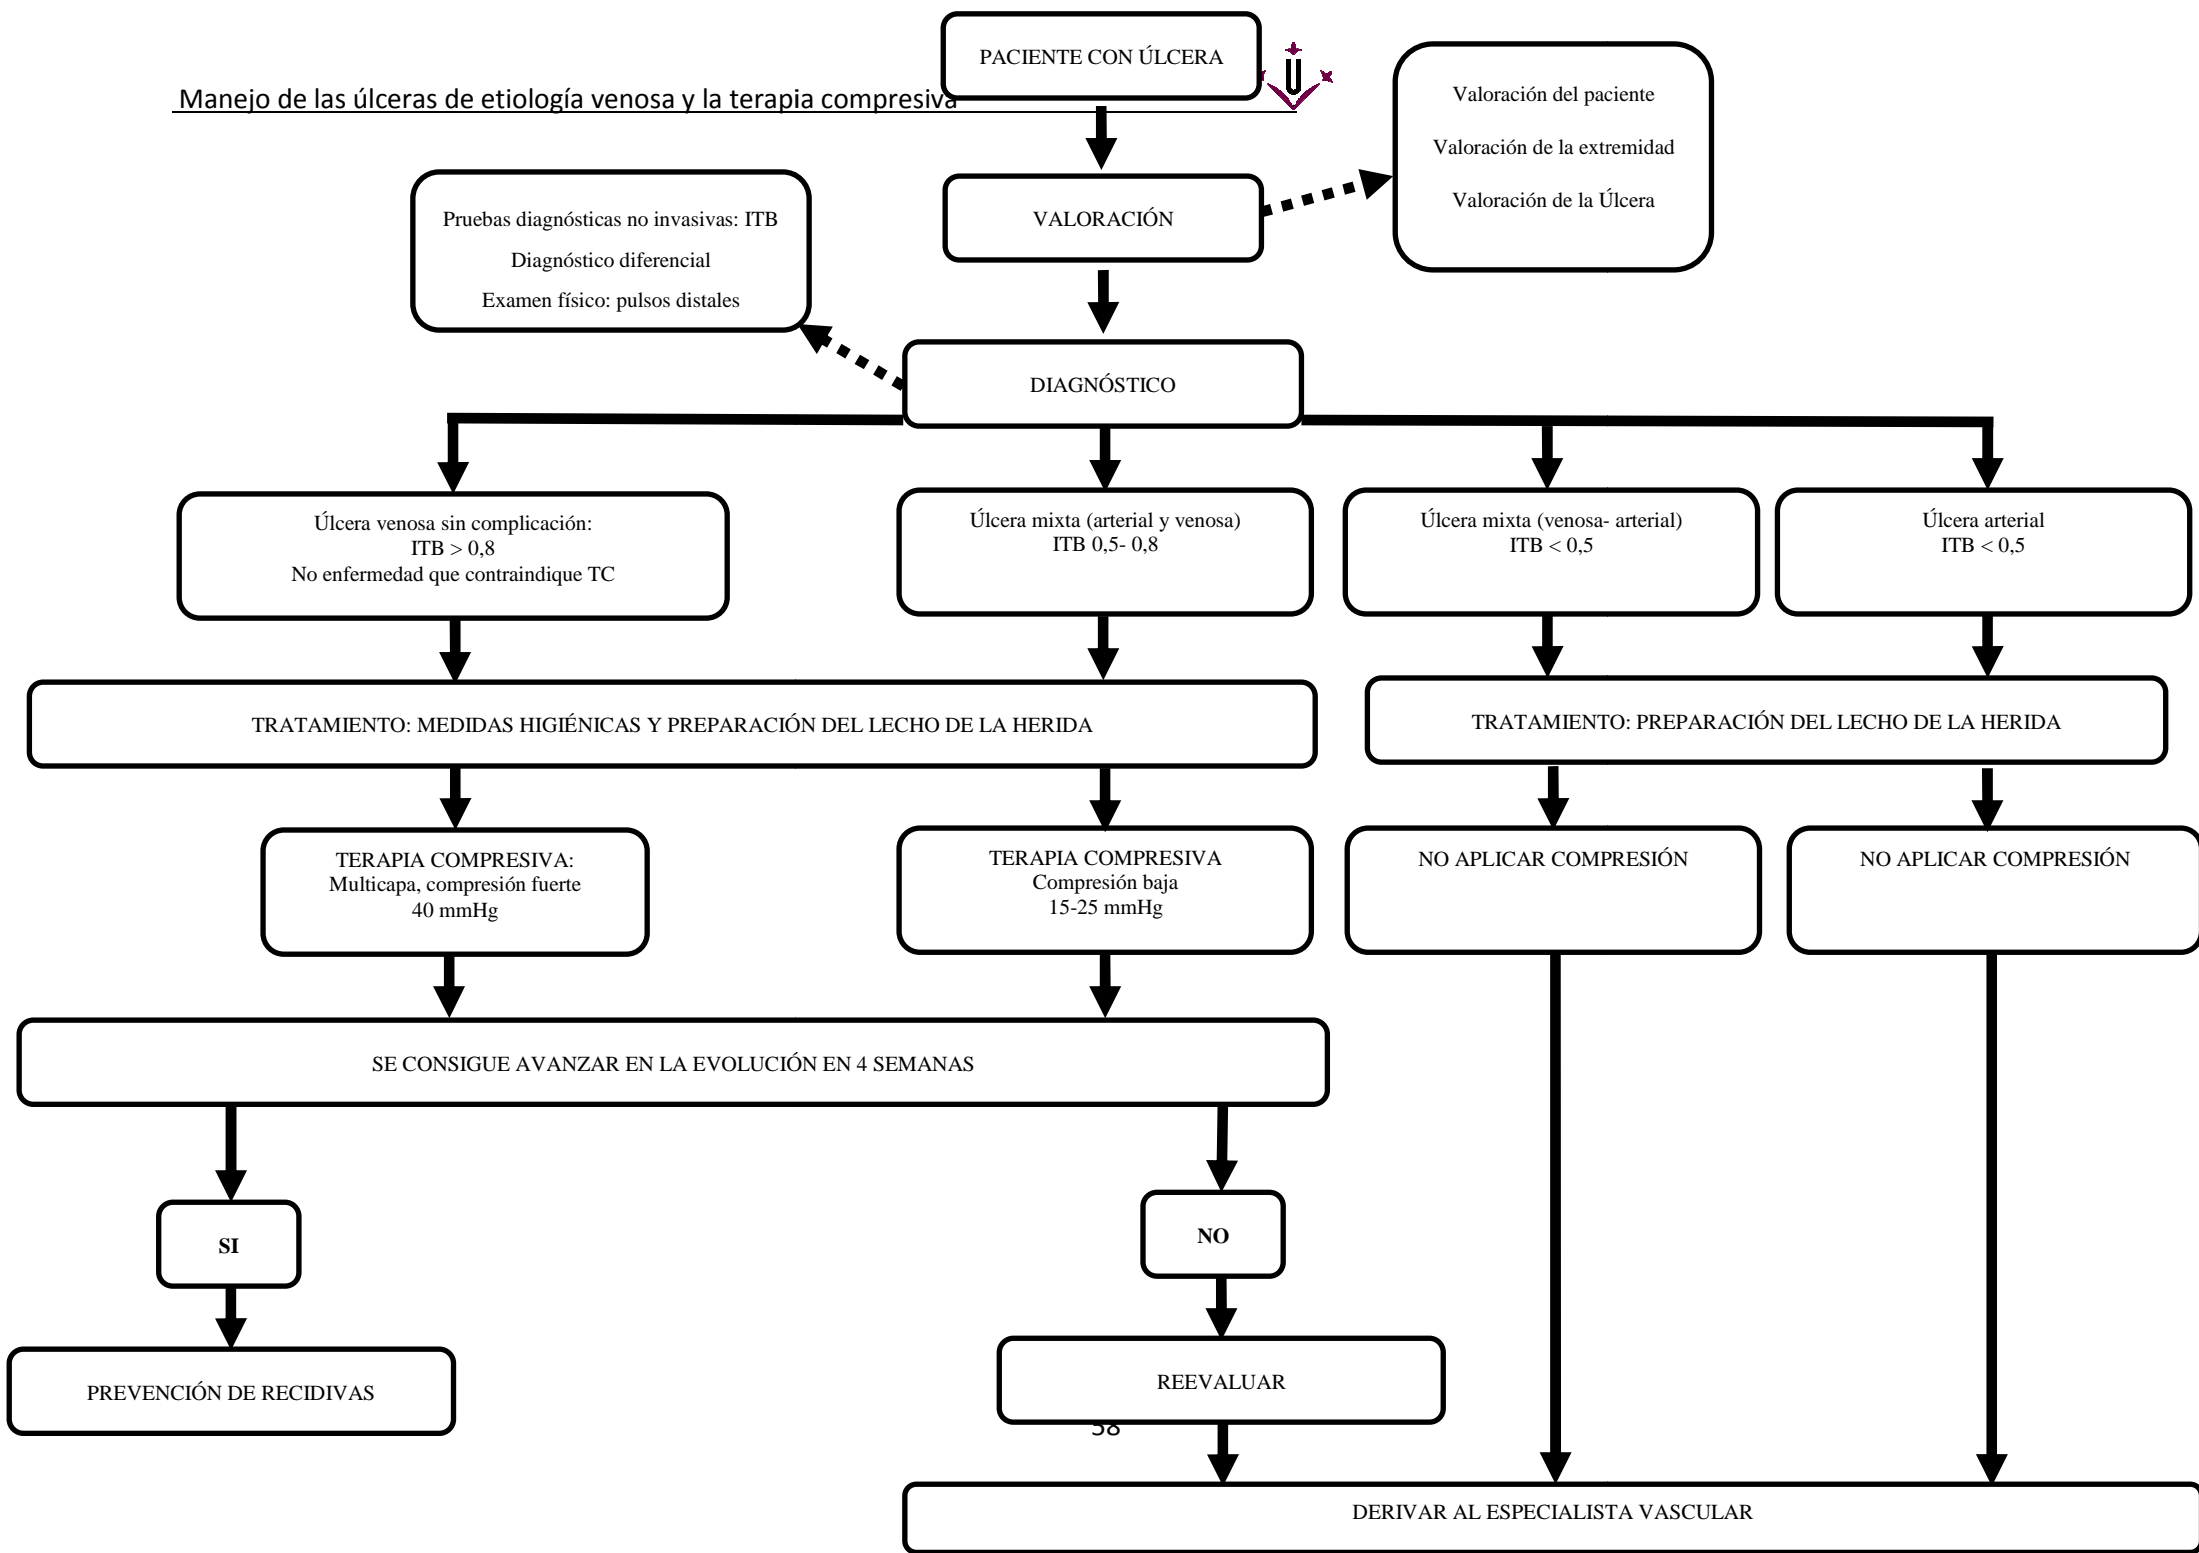 PACIENTE CON ÚLCERA
Manejo de las úlceras de etiología venosa y la terapia compresiva
Valoración del paciente
Valoración de la extremidad
Valoración de la Úlcera
VALORACIÓN
Pruebas diagnósticas no invasivas: ITB
Diagnóstico diferencial
Examen físico: pulsos distales
DIAGNÓSTICO
Úlcera venosa sin complicación:
ITB > 0,8
No enfermedad que contraindique TC
Úlcera mixta (arterial y venosa)
ITB 0,5- 0,8
Úlcera mixta (venosa- arterial)
ITB < 0,5
Úlcera arterial
ITB < 0,5
TRATAMIENTO: MEDIDAS HIGIÉNICAS Y PREPARACIÓN DEL LECHO DE LA HERIDA
TRATAMIENTO: PREPARACIÓN DEL LECHO DE LA HERIDA
TERAPIA COMPRESIVA:
Multicapa, compresión fuerte
40 mmHg
TERAPIA COMPRESIVA
Compresión baja
15-25 mmHg
NO APLICAR COMPRESIÓN
NO APLICAR COMPRESIÓN
SE CONSIGUE AVANZAR EN LA EVOLUCIÓN EN 4 SEMANAS
SI
NO
PREVENCIÓN DE RECIDIVAS
REEVALUAR
58
DERIVAR AL ESPECIALISTA VASCULAR